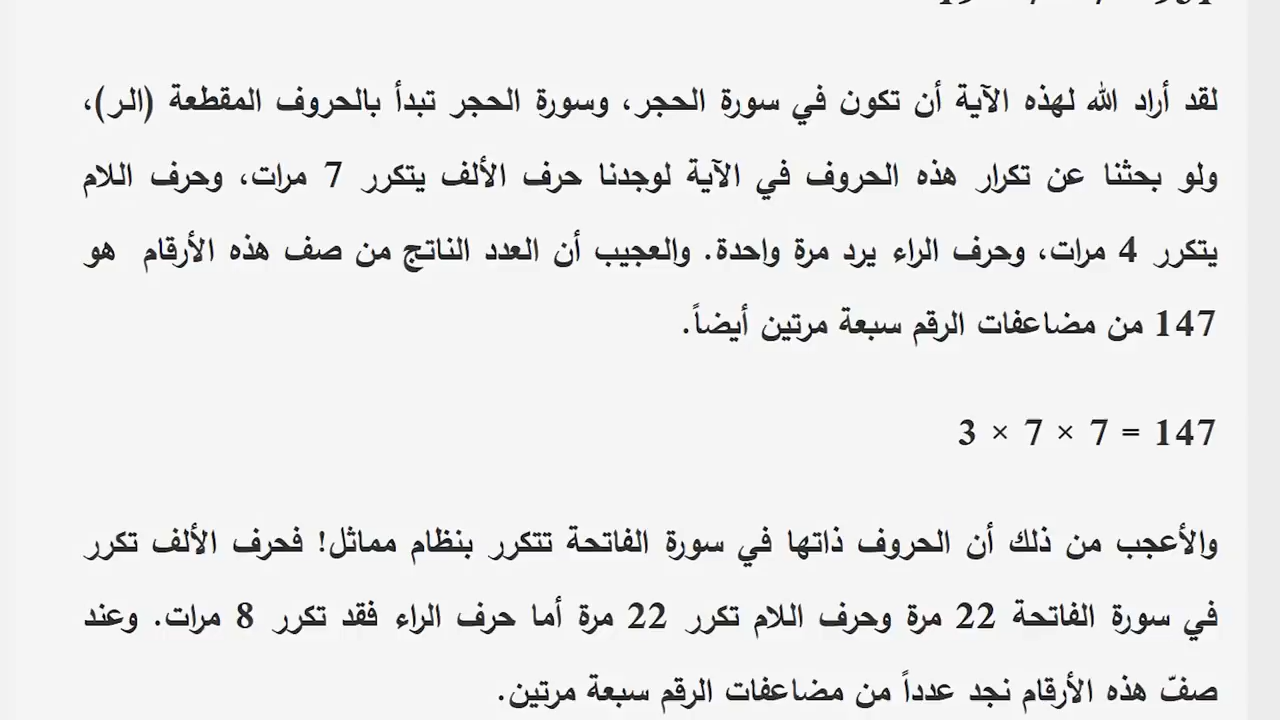 لقد أراد الله لهذه الآية أن تكون في سورة الحجر، وسورة الحجر تبدأ بالحروف المقطعة (الر)،
ولو بحثنا عن تكرار هذه الحروف في الآية لوجدنا حرف الألف يتكرر 7 مرات، وحرف اللام
يتكرر 4 مرات، وحرف الراء يرد مرة واحدة. والعجيب أن العدد الناتج من صف هذه الأرقام هو
147 من مضاعفات الرقم سبعة مرتين أيضاً.
3 × 7 × 7 = 147
والأعجب من ذلك أن الحروف ذاتها في سورة الفاتحة تتكرر بنظام مماثل! فحرف الألف تكرر
في سورة الفاتحة 22 مرة وحرف اللام تكرر 22 مرة أما حرف الراء فقد تكرر 8 مرات. وعند
صفّ هذه الأرقام نجد عدداً من مضاعفات الرقم سبعة مرتين.